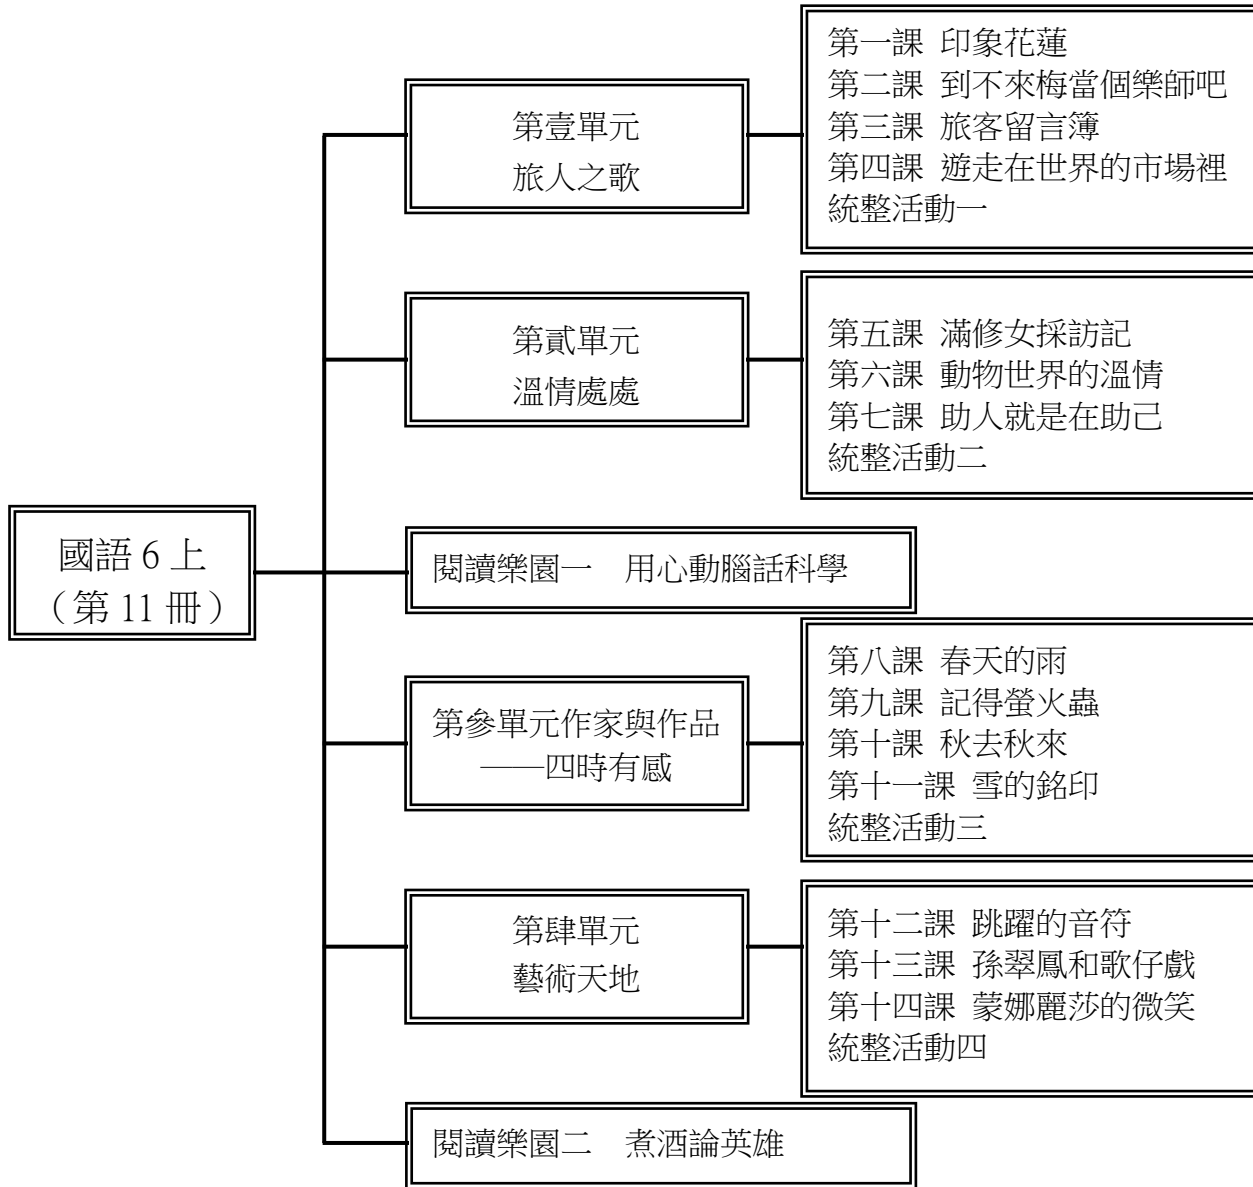 國語 6 上
（第 11 冊）
第壹單元
旅人之歌
第一課 印象花蓮
第二課 到不來梅當個樂師吧
第三課 旅客留言簿
第四課 遊走在世界的市場裡
統整活動一
第貳單元
溫情處處
第五課 滿修女採訪記
第六課 動物世界的溫情
第七課 助人就是在助己
統整活動二
閱讀樂園一　用心動腦話科學
第參單元作家與作品
——四時有感
第八課 春天的雨
第九課 記得螢火蟲
第十課 秋去秋來
第十一課 雪的銘印
統整活動三
第肆單元
藝術天地
第十二課 跳躍的音符
第十三課 孫翠鳳和歌仔戲
第十四課 蒙娜麗莎的微笑
統整活動四
閱讀樂園二　煮酒論英雄